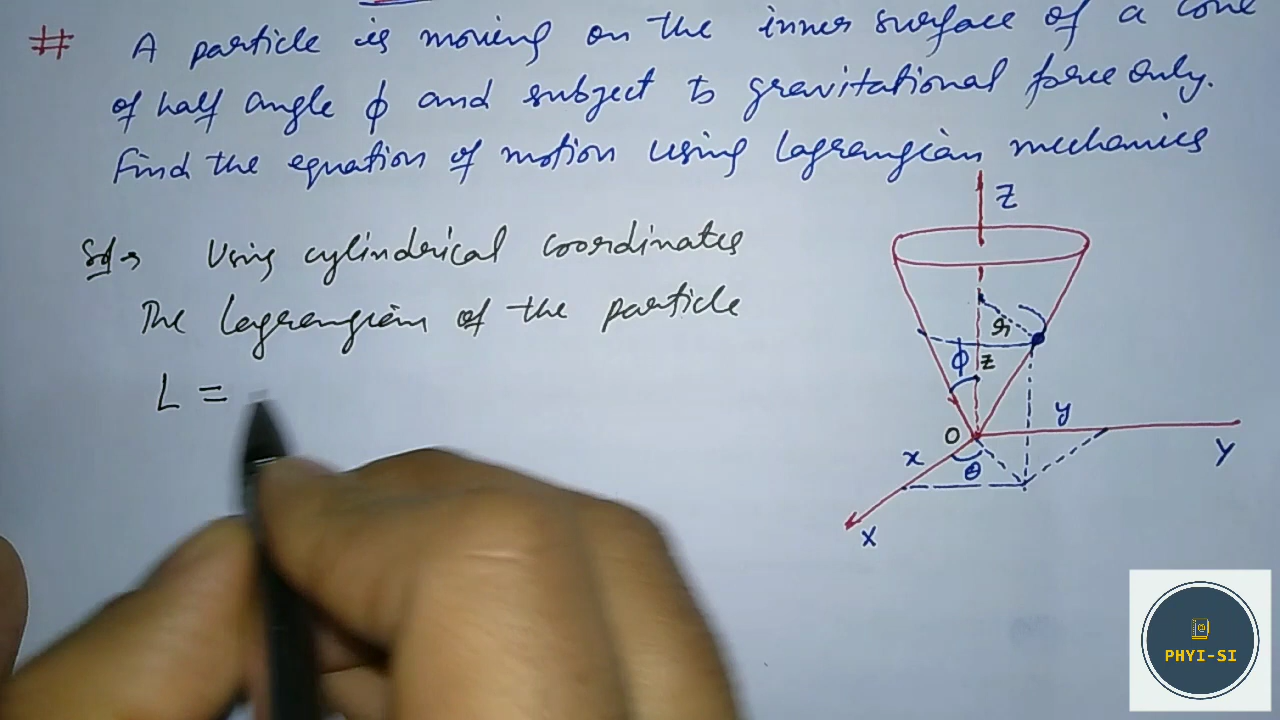 # A particle is moving on the inner surface of a cone
of half angle ϕ and subject to gravitational force only.
Find the equation of motion using lagrangian mechanics
Sol → Using cylindrical coordinates
The lagrangian of the particle
L =
Z
r
ϕ
z
O
y
Y
x
θ
X
PHYI-SI